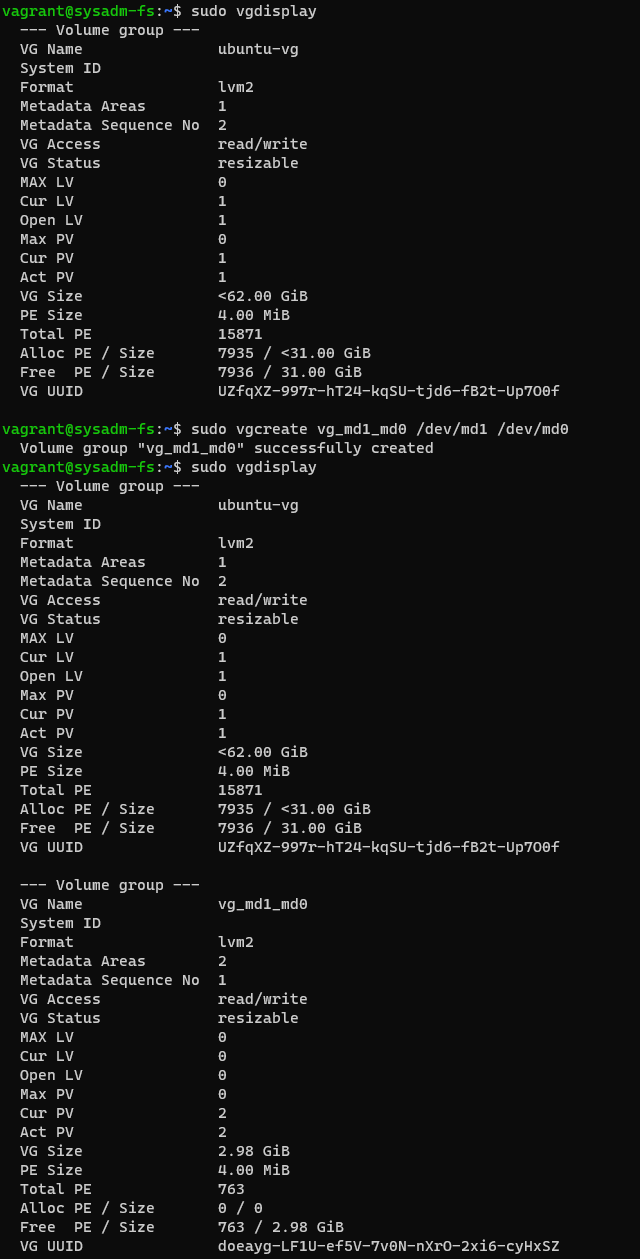 vagrant@sysadm-fs:~$ sudo vgdisplay
  --- Volume group ---
  VG Name               ubuntu-vg
  System ID
  Format                lvm2
  Metadata Areas        1
  Metadata Sequence No  2
  VG Access             read/write
  VG Status             resizable
  MAX LV                0
  Cur LV                1
  Open LV               1
  Max PV                0
  Cur PV                1
  Act PV                1
  VG Size               <62.00 GiB
  PE Size               4.00 MiB
  Total PE              15871
  Alloc PE / Size       7935 / <31.00 GiB
  Free  PE / Size       7936 / 31.00 GiB
  VG UUID               UZfqXZ-997r-hT24-kqSU-tjd6-fB2t-Up7O0f

vagrant@sysadm-fs:~$ sudo vgcreate vg_md1_md0 /dev/md1 /dev/md0
  Volume group "vg_md1_md0" successfully created
vagrant@sysadm-fs:~$ sudo vgdisplay
  --- Volume group ---
  VG Name               ubuntu-vg
  System ID
  Format                lvm2
  Metadata Areas        1
  Metadata Sequence No  2
  VG Access             read/write
  VG Status             resizable
  MAX LV                0
  Cur LV                1
  Open LV               1
  Max PV                0
  Cur PV                1
  Act PV                1
  VG Size               <62.00 GiB
  PE Size               4.00 MiB
  Total PE              15871
  Alloc PE / Size       7935 / <31.00 GiB
  Free  PE / Size       7936 / 31.00 GiB
  VG UUID               UZfqXZ-997r-hT24-kqSU-tjd6-fB2t-Up7O0f

  --- Volume group ---
  VG Name               vg_md1_md0
  System ID
  Format                lvm2
  Metadata Areas        2
  Metadata Sequence No  1
  VG Access             read/write
  VG Status             resizable
  MAX LV                0
  Cur LV                0
  Open LV               0
  Max PV                0
  Cur PV                2
  Act PV                2
  VG Size               2.98 GiB
  PE Size               4.00 MiB
  Total PE              763
  Alloc PE / Size       0 / 0
  Free  PE / Size       763 / 2.98 GiB
  VG UUID               doeayg-LF1U-ef5V-7v0N-nXrO-2xi6-cyHxSZ